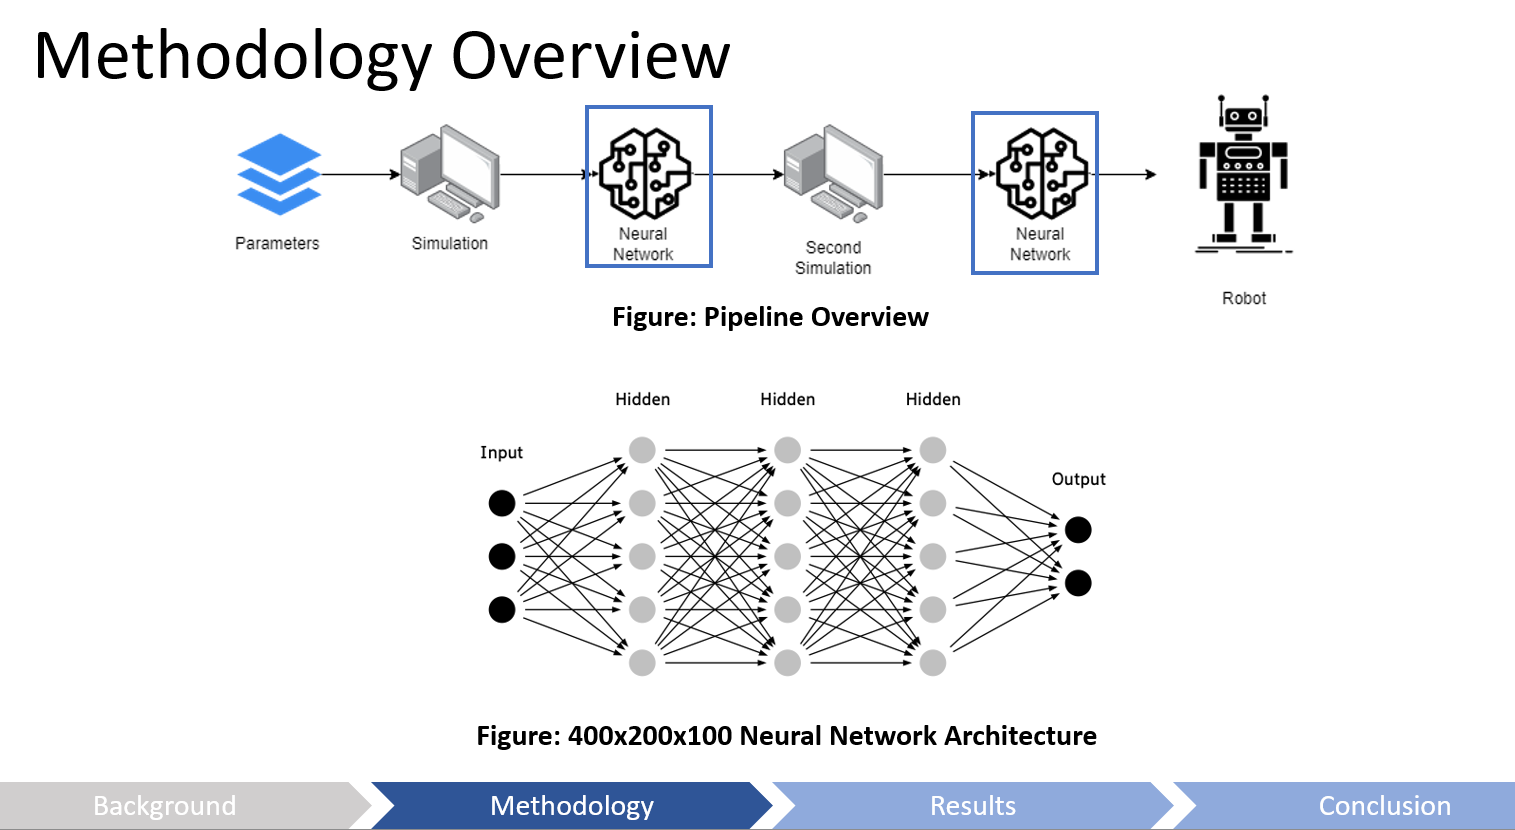 Methodology Overview
Parameters
Simulation
Neural
Network
Second
Simulation
Neural
Network
Robot
Figure: Pipeline Overview
Hidden
Hidden
Hidden
Input
Output
Figure: 400x200x100 Neural Network Architecture
Background
Methodology
Results
Conclusion